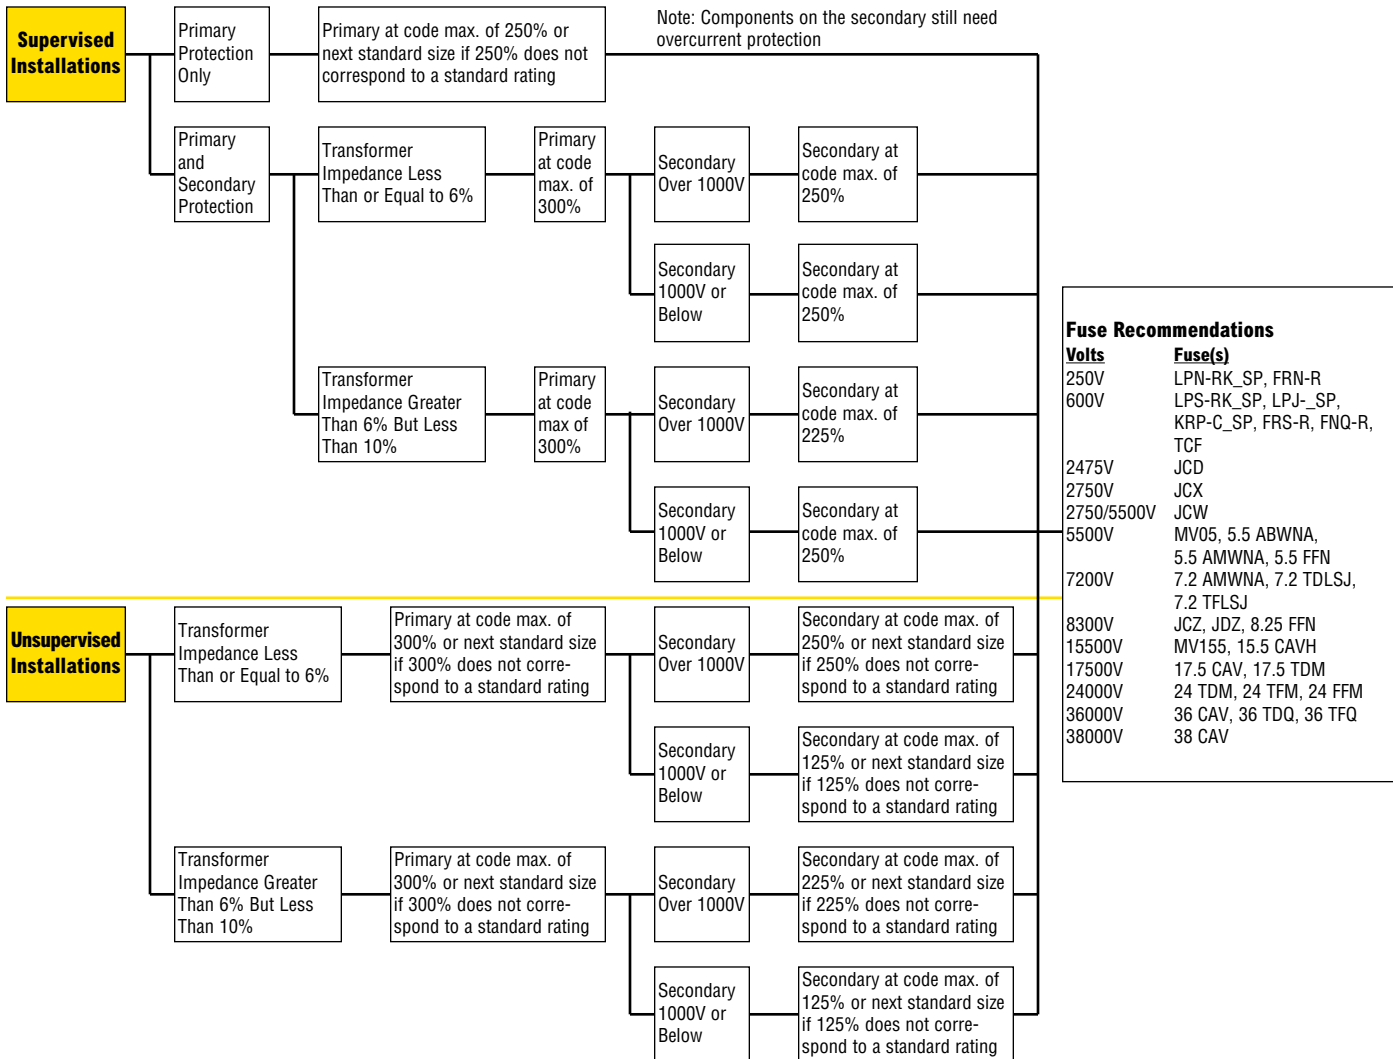 Supervised
Installations
Primary
Protection
Only
Primary at code max. of 250% or
next standard size if 250% does not
correspond to a standard rating
Note: Components on the secondary still need
overcurrent protection
Primary
and
Secondary
Protection
Transformer
Impedance Less
Than or Equal to 6%
Primary
at code
max. of
300%
Secondary
Over 1000V
Secondary at
code max. of
250%
Secondary
1000V or
Below
Secondary at
code max. of
250%
Transformer
Impedance Greater
Than 6% But Less
Than 10%
Primary
at code
max of
300%
Secondary
Over 1000V
Secondary at
code max. of
225%
Secondary
1000V or
Below
Secondary at
code max. of
250%
Unsupervised
Installations
Transformer
Impedance Less
Than or Equal to 6%
Primary at code max. of
300% or next standard size
if 300% does not corre-
spond to a standard rating
Secondary
Over 1000V
Secondary at code max. of
250% or next standard size
if 250% does not corre-
spond to a standard rating
Secondary
1000V or
Below
Secondary at code max. of
125% or next standard size
if 125% does not corre-
spond to a standard rating
Transformer
Impedance Greater
Than 6% But Less
Than 10%
Primary at code max. of
300% or next standard size
if 300% does not corre-
spond to a standard rating
Secondary
Over 1000V
Secondary at code max. of
225% or next standard size
if 225% does not corre-
spond to a standard rating
Secondary
1000V or
Below
Secondary at code max. of
125% or next standard size
if 125% does not corre-
spond to a standard rating
Fuse Recommendations
Volts Fuse(s)
250V LPN-RK_SP, FRN-R
600V LPS-RK_SP, LPJ-_SP,
KRP-C_SP, FRS-R, FNQ-R,
TCF
2475V JCD
2750V JCX
2750/5500V JCW
5500V MV05, 5.5 ABWNA,
5.5 AMWNA, 5.5 FFN
7200V 7.2 AMWNA, 7.2 TDLSJ,
7.2 TFLSJ
8300V JCZ, JDZ, 8.25 FFN
15500V MV155, 15.5 CAVH
17500V 17.5 CAV, 17.5 TDM
24000V 24 TDM, 24 TFM, 24 FFM
36000V 36 CAV, 36 TDQ, 36 TFQ
38000V 38 CAV